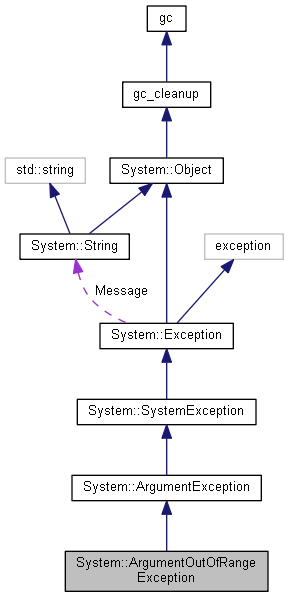 gc
gc_cleanup
std::string
System::Object
System::String
exception
Message
System::Exception
System::SystemException
System::ArgumentException
System::ArgumentOutOfRange
Exception